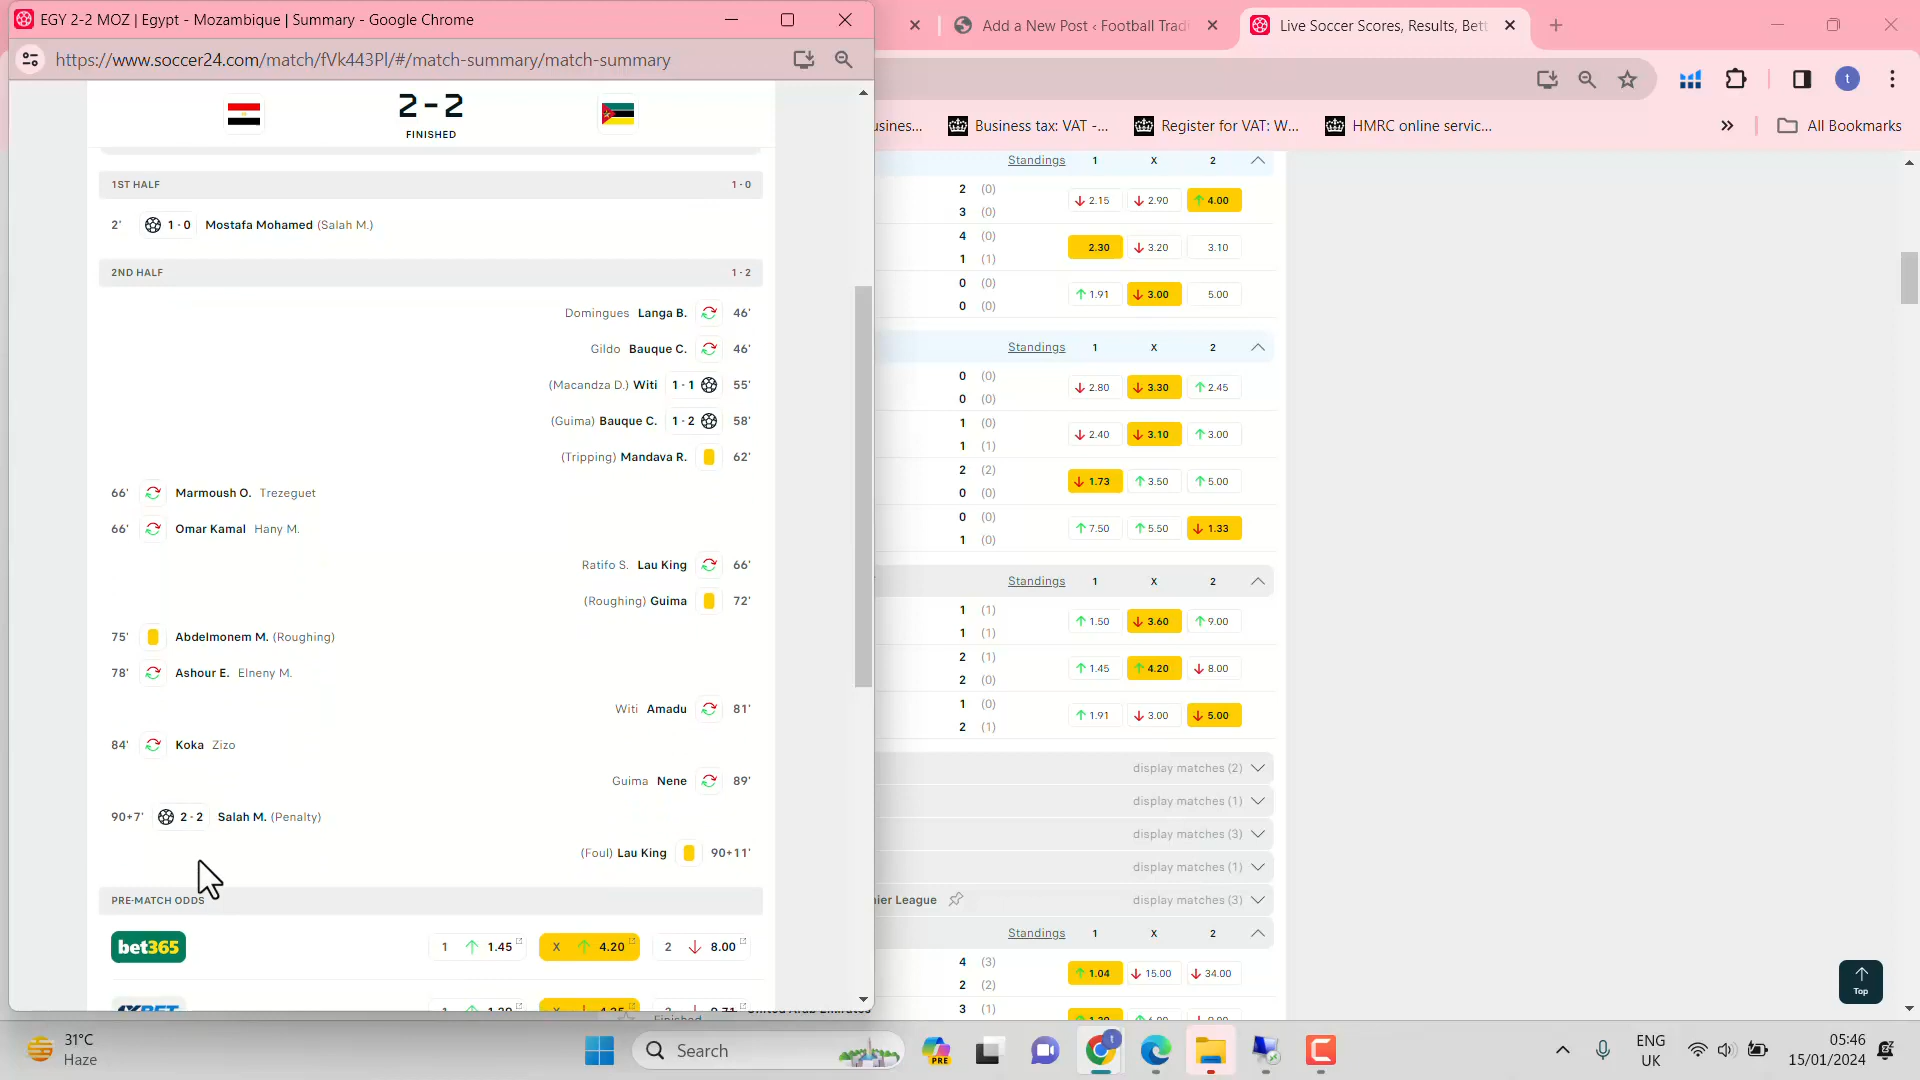 EGY 2-2 MOZ | Egypt - Mozambique | Summary - Google Chrome
https://www.soccer24.com/match/fVk443Pl/#/match-summary/match-summary
2-2
FINISHED
1ST HALF 1 - 0
2' 1 - 0 Mostafa Mohamed (Salah M.)
2ND HALF 1 - 2
Domingues Langa B. 46'
Gildo Bauque C. 46'
(Macandza D.) Witi 1 - 1 55'
(Guima) Bauque C. 1 - 2 58'
(Tripping) Mandava R. 62'
66' Marmoush O. Trezeguet
66' Omar Kamal Hany M.
Ratifo S. Lau King 66'
(Roughing) Guima 72'
75' Abdelmonem M. (Roughing)
78' Ashour E. Elneny M.
Witi Amadu 81'
84' Koka Zizo
Guima Nene 89'
90+7' 2 - 2 Salah M. (Penalty)
(Foul) Lau King 90+11'
PRE-MATCH ODDS
bet365 1 1.45 X 4.20 2 8.00
Add a New Post ‹ Football Trad
Live Soccer Scores, Results, Bett
t
Business tax: VAT -...
Register for VAT: W...
HMRC online servic...
» All Bookmarks
Standings 1 X 2
2 (0) 2.15 2.90 4.00
3 (0)
4 (0) 2.30 3.20 3.10
1 (1)
0 (0) 1.91 3.00 5.00
0 (0)
Standings 1 X 2
0 (0) 2.80 3.30 2.45
0 (0)
1 (0) 2.40 3.10 3.00
1 (1)
2 (2) 1.73 3.50 5.00
0 (0)
0 (0) 7.50 5.50 1.33
1 (0)
Standings 1 X 2
1 (1) 1.50 3.60 9.00
1 (1)
2 (1) 1.45 4.20 8.00
2 (0)
1 (0) 1.91 3.00 5.00
2 (1)
display matches (2)
display matches (1)
display matches (3)
display matches (1)
ier League display matches (3)
Standings 1 X 2
4 (3) 1.04 15.00 34.00
2 (2)
3 (1)
Top
31°C
Haze
Search
PRE
t
ENG
UK
05:46
15/01/2024